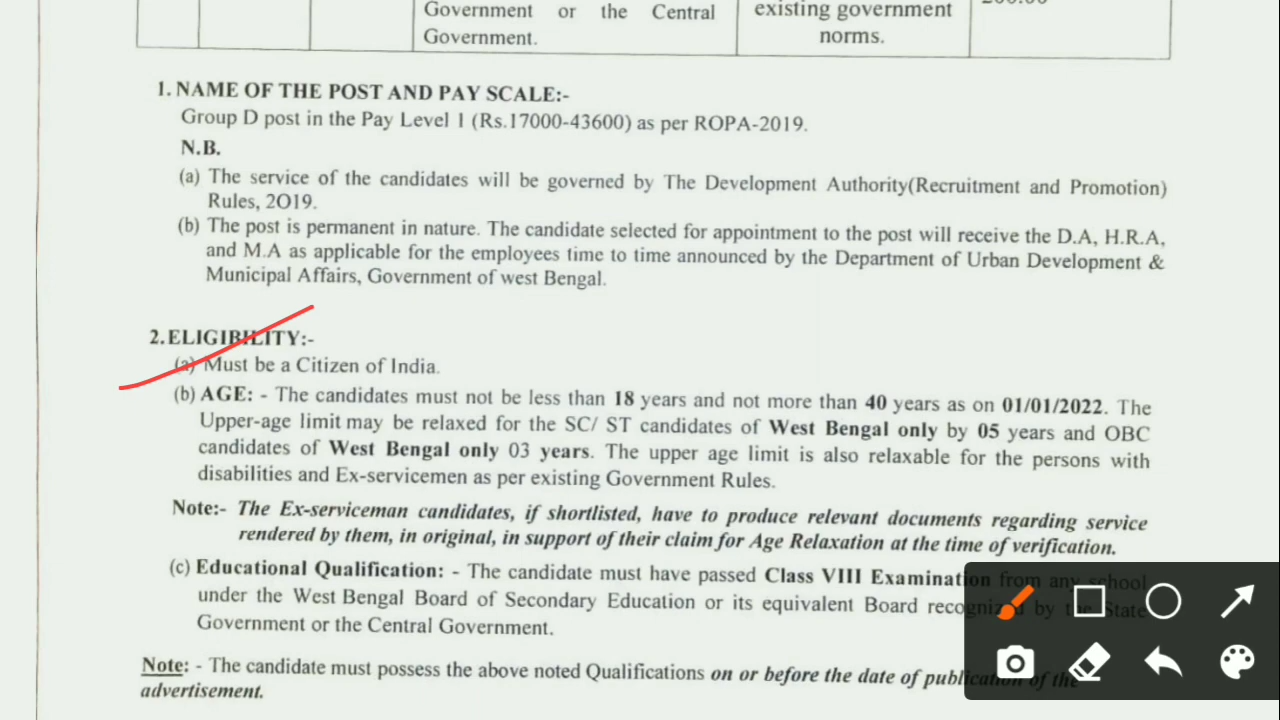 Government or the Central
existing government
Government.
norms.
1. NAME OF THE POST AND PAY SCALE:-
Group D post in the Pay Level 1 (Rs.17000-43600) as per ROPA-2019.
N.B.
(a) The service of the candidates will be governed by The Development Authority(Recruitment and Promotion)
Rules, 2O19.
(b) The post is permanent in nature. The candidate selected for appointment to the post will receive the D.A, H.R.A,
and M.A as applicable for the employees time to time announced by the Department of Urban Development &
Municipal Affairs, Government of west Bengal.
2. ELIGIBILITY:-
(a) Must be a Citizen of India.
(b) AGE: - The candidates must not be less than 18 years and not more than 40 years as on 01/01/2022. The
Upper-age limit may be relaxed for the SC/ ST candidates of West Bengal only by 05 years and OBC
candidates of West Bengal only 03 years. The upper age limit is also relaxable for the persons with
disabilities and Ex-servicemen as per existing Government Rules.
Note:- The Ex-serviceman candidates, if shortlisted, have to produce relevant documents regarding service
rendered by them, in original, in support of their claim for Age Relaxation at the time of verification.
(c) Educational Qualification: - The candidate must have passed Class VIII Examination from any school
under the West Bengal Board of Secondary Education or its equivalent Board recognized by the State
Government or the Central Government.
Note: - The candidate must possess the above noted Qualifications on or before the date of publication of the
advertisement.